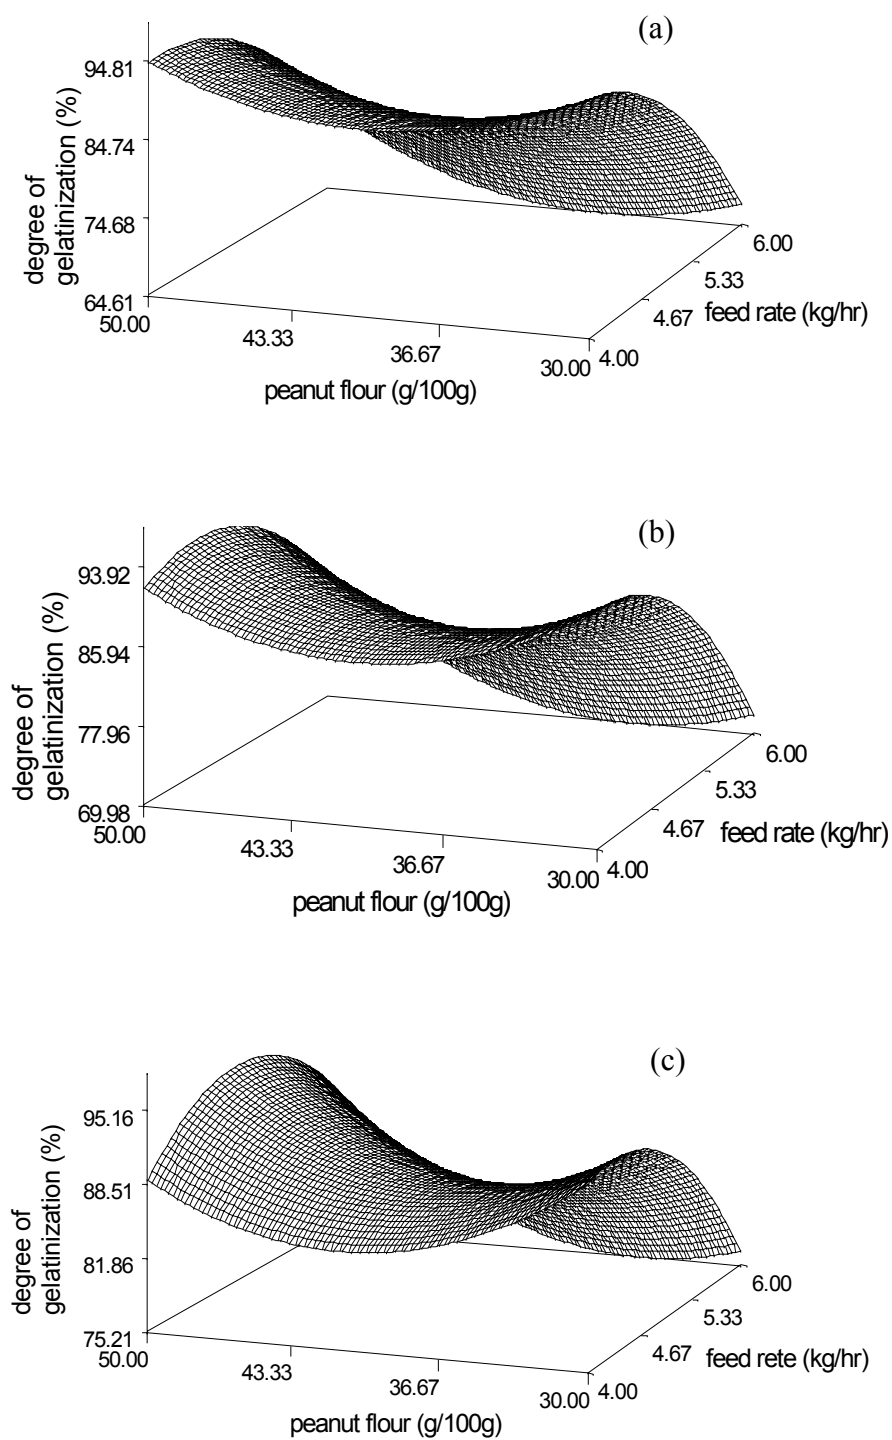 (a)
94.81
84.74
74.68
64.61
degree of
gelatinization (%)
50.00
43.33
36.67
30.00
peanut flour (g/100g)
4.00
4.67
5.33
6.00
feed rate (kg/hr)
(b)
93.92
85.94
77.96
69.98
degree of
gelatinization (%)
50.00
43.33
36.67
30.00
peanut flour (g/100g)
4.00
4.67
5.33
6.00
feed rate (kg/hr)
(c)
95.16
88.51
81.86
75.21
degree of
gelatinization (%)
50.00
43.33
36.67
30.00
peanut flour (g/100g)
4.00
4.67
5.33
6.00
feed rete (kg/hr)